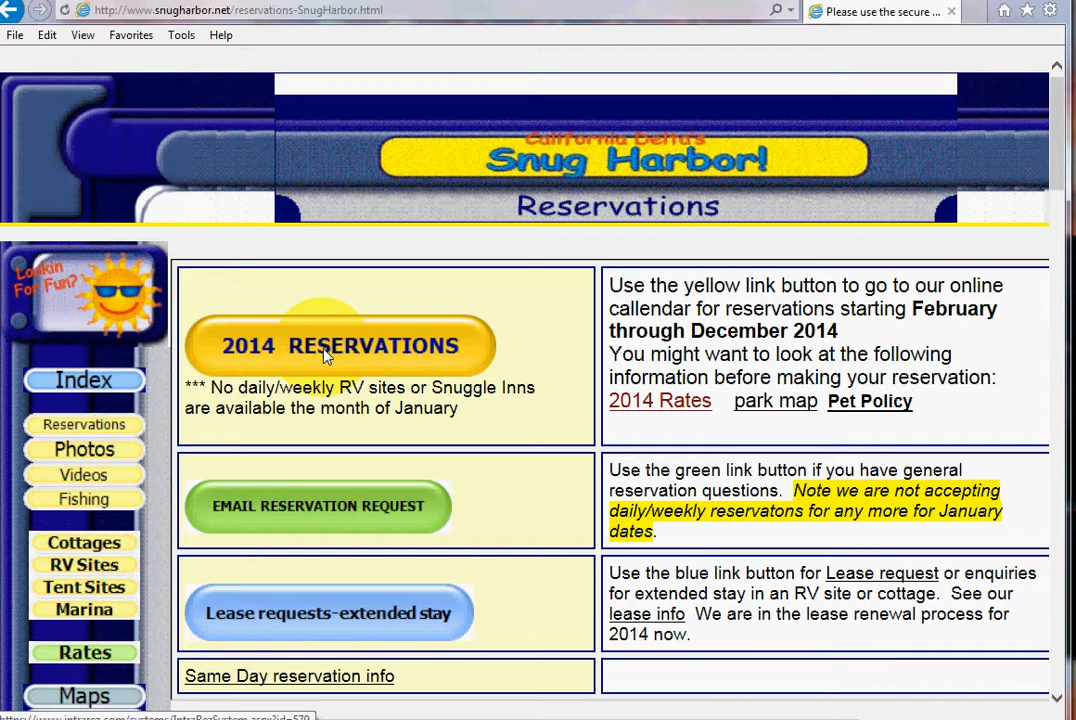 http://www.snugharbor.net/reservations-SnugHarbor.html
Please use the secure ...
File Edit View Favorites Tools Help
California Delta's
Snug Harbor!
Reservations
Lookin
For Fun?
Index
Reservations
Photos
Videos
Fishing
Cottages
RV Sites
Tent Sites
Marina
Rates
Maps
2014 RESERVATIONS
*** No daily/weekly RV sites or Snuggle Inns
are available the month of January
Use the yellow link button to go to our online
callendar for reservations starting February
through December 2014
You might want to look at the following
information before making your reservation:
2014 Rates park map Pet Policy
EMAIL RESERVATION REQUEST
Use the green link button if you have general
reservation questions. Note we are not accepting
daily/weekly reservatons for any more for January
dates.
Lease requests-extended stay
Use the blue link button for Lease request or enquiries
for extended stay in an RV site or cottage. See our
lease info We are in the lease renewal process for
2014 now.
Same Day reservation info